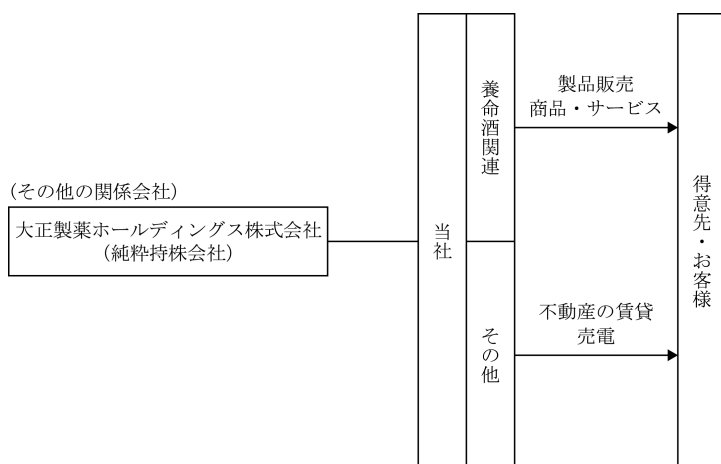 (その他の関係会社)
大正製薬ホールディングス株式会社
(純粋持株会社)
当社
養命酒関連
製品販売
商品・サービス
その他
不動産の賃貸
売電
得意先・お客様